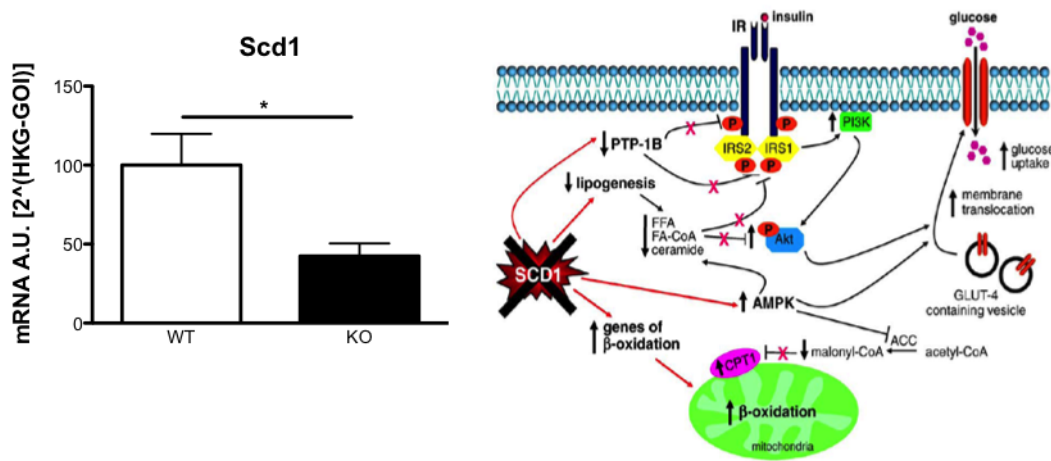 Scd1
mRNA A.U. [2^(HKG-GOI)]
150
100
50
0
*
WT
KO
insulin
IR
glucose
P
P
PI3K
PTP-1B
X
IRS2
IRS1
P
P
X
glucose
uptake
lipogenesis
membrane
translocation
FFA
FA-CoA
ceramide
X
X
P
Akt
SCD1
GLUT-4
containing vesicle
AMPK
genes of
β-oxidation
ACC
CPT1
X
malonyl-CoA
acetyl-CoA
β-oxidation
mitochondria